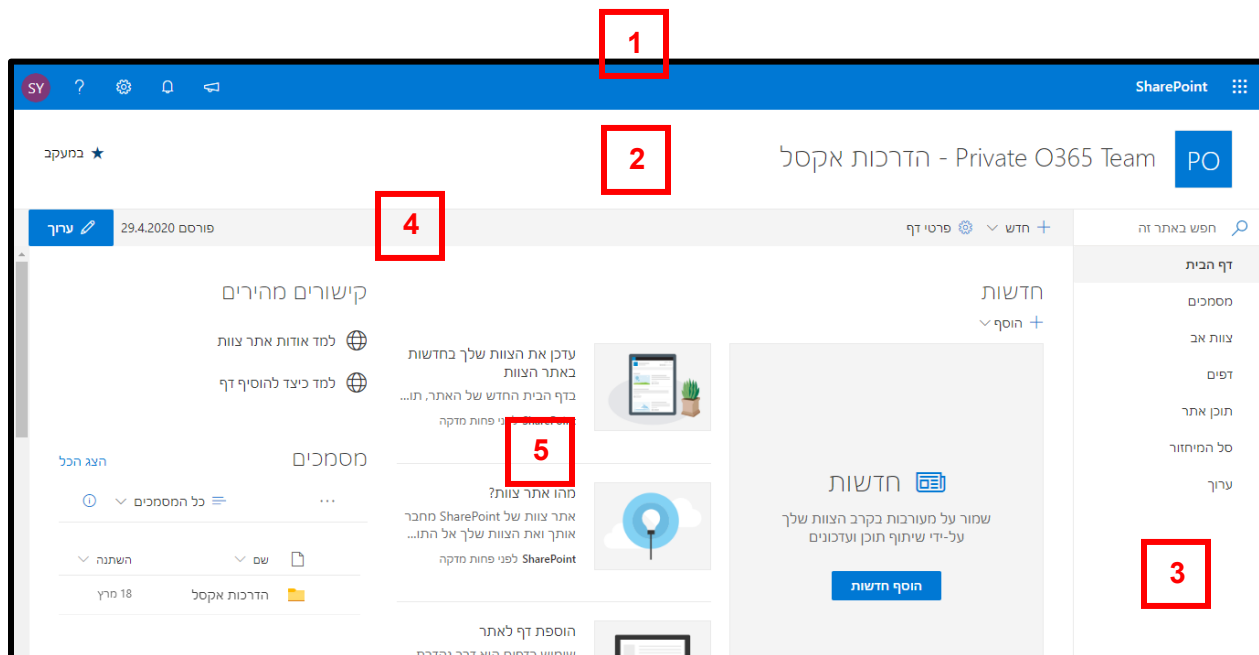 1
SharePoint
SY
PO
Private O365 Team - הדרכות אקסל
2
במעקב
חפש באתר זה
חדש
פרטי דף
4
פורסם 29.4.2020
ערוך
דף הבית
מסמכים
צוות אב
דפים
תוכן אתר
סל המיחזור
ערוך
3
חדשות
הוסף
חדשות
שמור על מעורבות בקרב הצוות שלך
על-ידי שיתוף תוכן ועדכונים
הוסף חדשות
עדכן את הצוות שלך בחדשות
באתר הצוות
בדף הבית החדש של האתר, תו...
SharePoint לפני פחות מדקה
5
מהו אתר צוות?
אתר צוות של SharePoint מחבר
אותך ואת הצוות שלך אל התו...
SharePoint לפני פחות מדקה
הוספת דף לאתר
קישורים מהירים
למד אודות אתר צוות
למד כיצד להוסיף דף
מסמכים
הצג הכל
...
כל המסמכים
שם
השתנה
הדרכות אקסל
18 מרץ